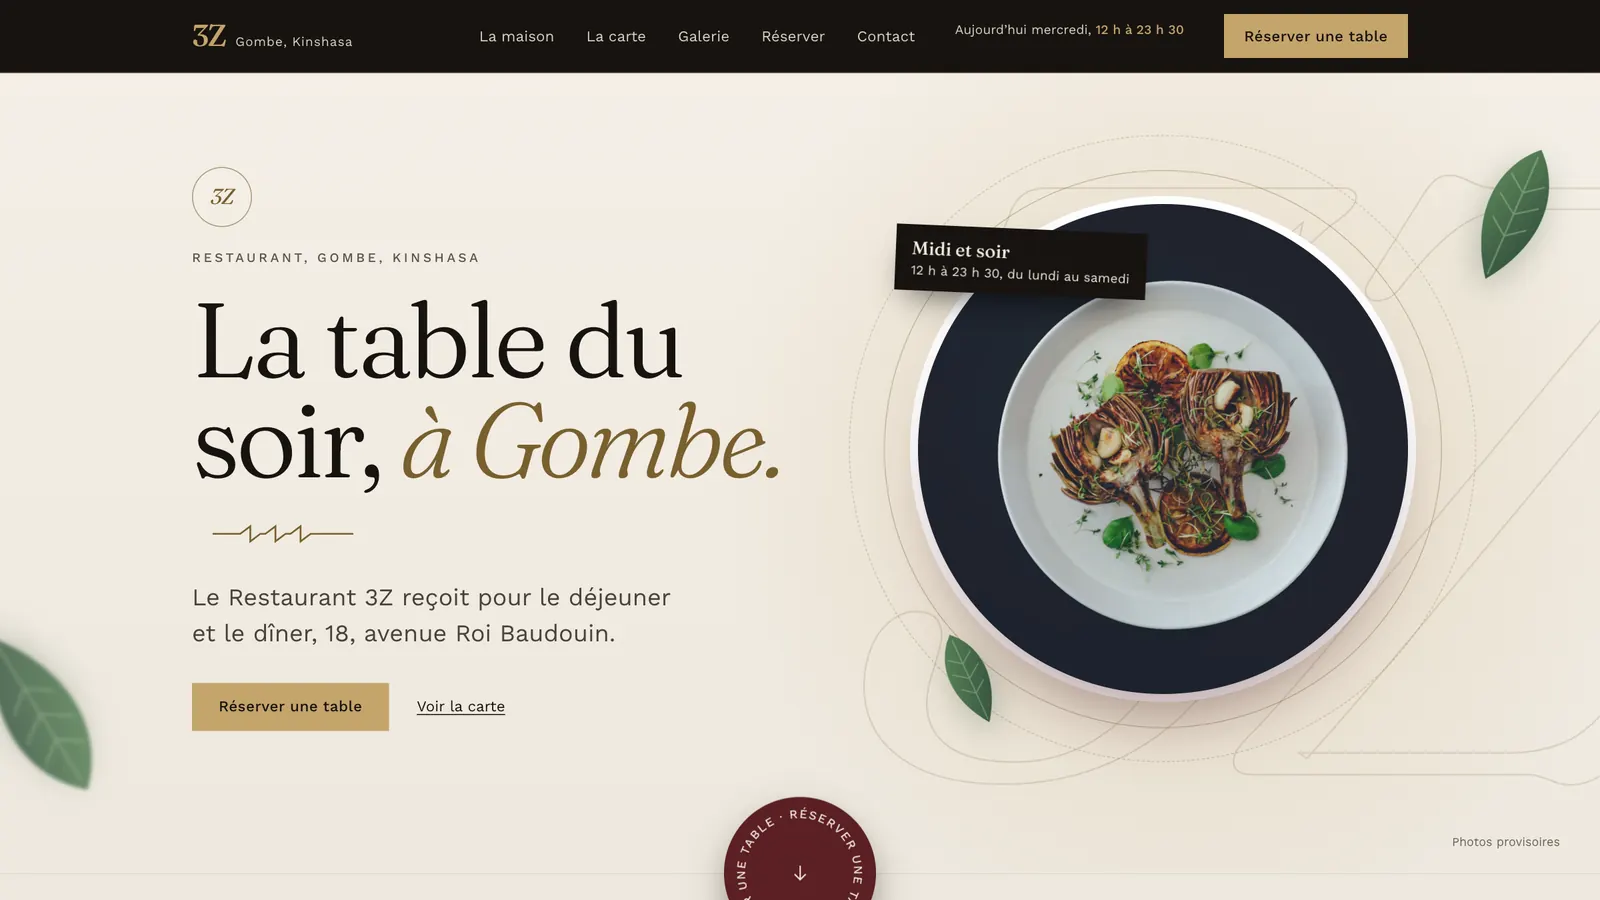 3Z Gombe, Kinshasa
La maison
La carte
Galerie
Réserver
Contact
Aujourd'hui mercredi, 12 h à 23 h 30
Réserver une table
3Z
RESTAURANT, GOMBE, KINSHASA
La table du
soir, à Gombe.
Le Restaurant 3Z reçoit pour le déjeuner
et le dîner, 18, avenue Roi Baudouin.
Réserver une table
Voir la carte
Midi et soir
12 h à 23 h 30, du lundi au samedi
UNE TABLE · RÉSERVER UNE
Photos provisoires